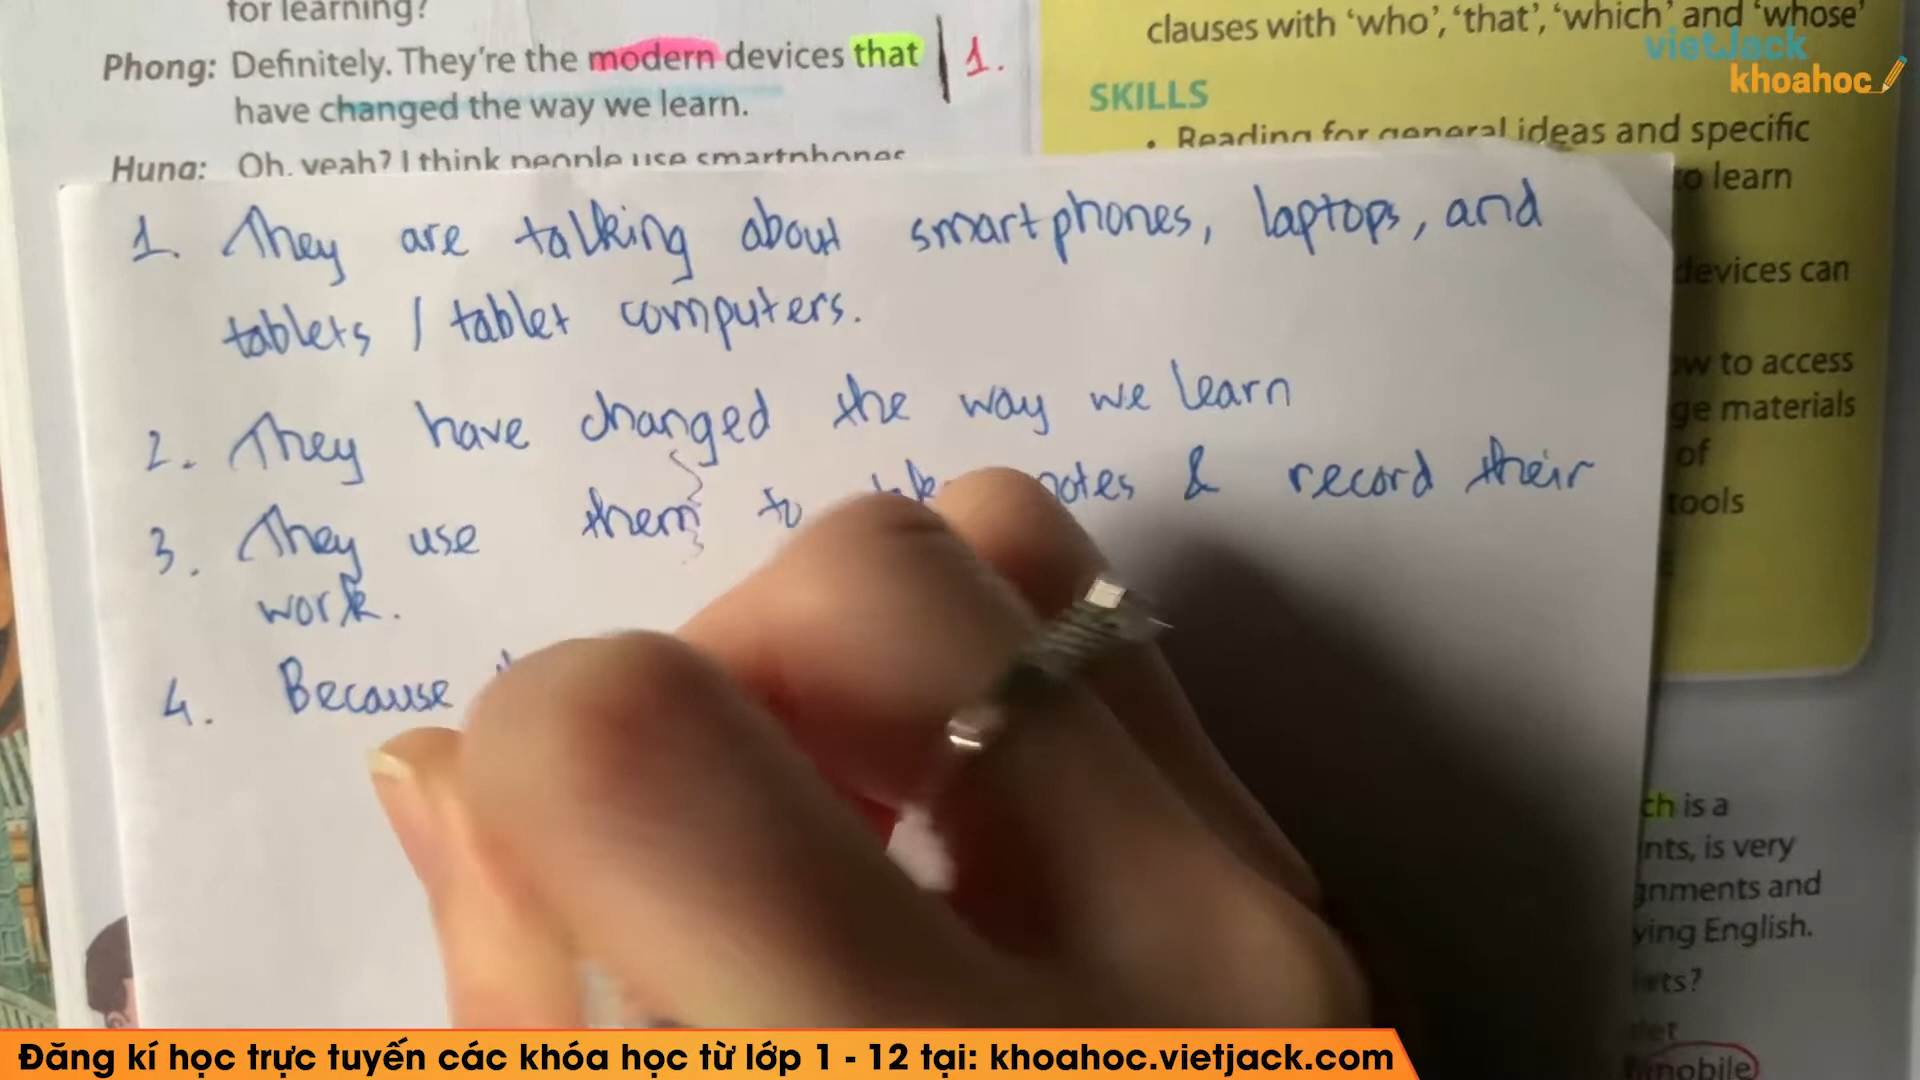 for learning?
Phong: Definitely. They're the modern devices that
have changed the way we learn.
1.
Hung: Oh, yeah? I think people use smartphones
clauses with 'who', 'that', 'which' and 'whose'
vietJack
khoahoc
SKILLS
• Reading for general ideas and specific
to learn
devices can
to access
materials
of
tools
1. They are talking about smartphones, laptops, and
tablets / tablet computers.
2. They have changed the way we learn
3. They use them to notes & record their
work.
4. Because
is a
is very
and
English.
mobile
Đăng kí học trực tuyến các khóa học từ lớp 1 - 12 tại: khoahoc.vietjack.com